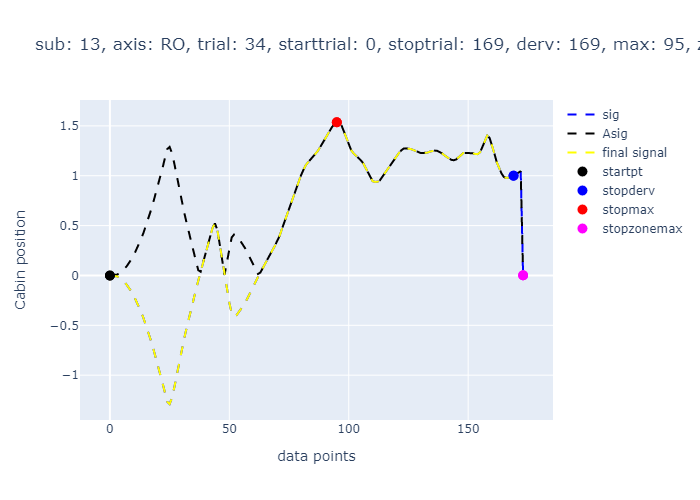 sub: 13, axis: RO, trial: 34, starttrial: 0, stoptrial: 169, derv: 169, max: 95, z
1.5
1
0.5
0
−0.5
−1
0
50
100
150
Cabin position
data points
sig
Asig
final signal
startpt
stopderv
stopmax
stopzonemax